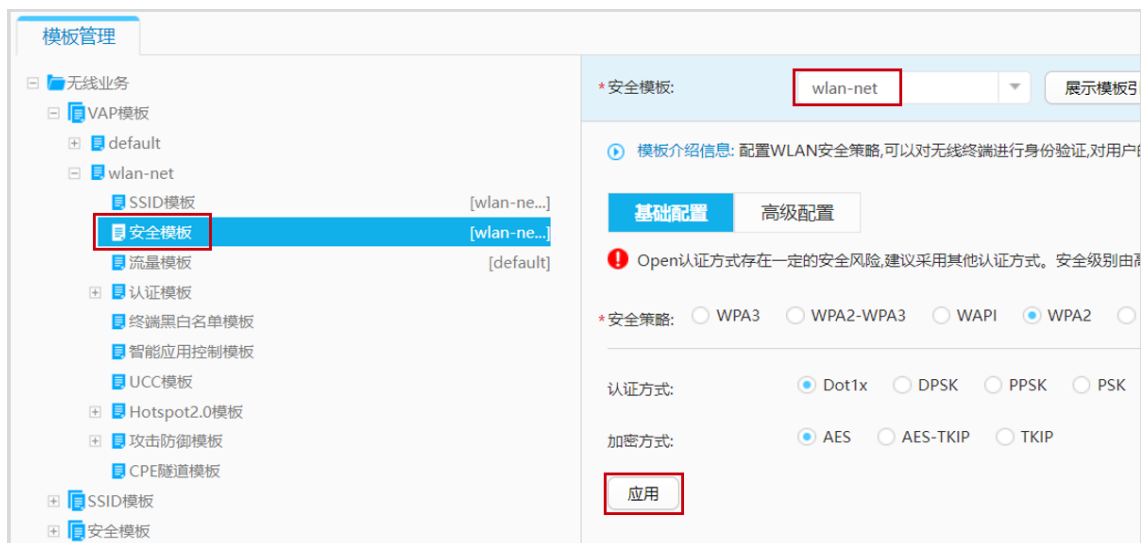 模板管理
无线业务
VAP模板
default
wlan-net
SSID模板 [wlan-ne...]
安全模板 [wlan-ne...]
流量模板 [default]
认证模板
终端黑白名单模板
智能应用控制模板
UCC模板
Hotspot2.0模板
攻击防御模板
CPE隧道模板
SSID模板
安全模板
*安全模板: wlan-net 展示模板引
模板介绍信息: 配置WLAN安全策略,可以对无线终端进行身份验证,对用户的
基础配置 高级配置
Open认证方式存在一定的安全风险,建议采用其他认证方式。安全级别由高
*安全策略: WPA3 WPA2-WPA3 WAPI WPA2
认证方式: Dot1x DPSK PPSK PSK
加密方式: AES AES-TKIP TKIP
应用